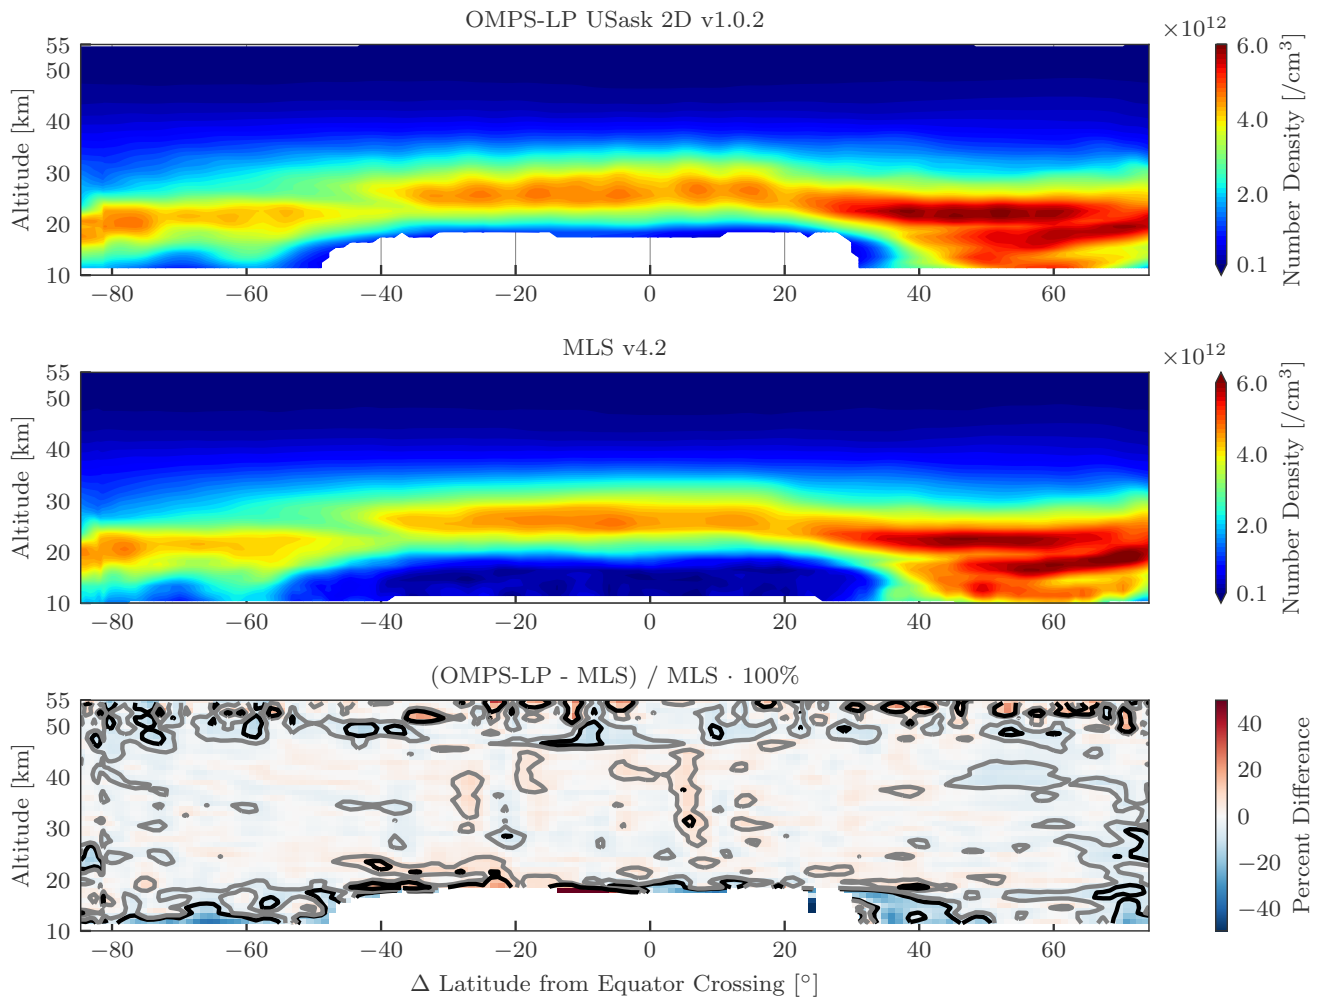 OMPS-LP USask 2D v1.0.2
×10¹²
55
50
40
30
20
10
Altitude [km]
−80 −60 −40 −20 0 20 40 60
6.0
4.0
2.0
0.1
Number Density [/cm³]
MLS v4.2
×10¹²
55
50
40
30
20
10
Altitude [km]
−80 −60 −40 −20 0 20 40 60
6.0
4.0
2.0
0.1
Number Density [/cm³]
(OMPS-LP - MLS) / MLS · 100%
55
50
40
30
20
10
Altitude [km]
−80 −60 −40 −20 0 20 40 60
Δ Latitude from Equator Crossing [°]
40
20
0
−20
−40
Percent Difference